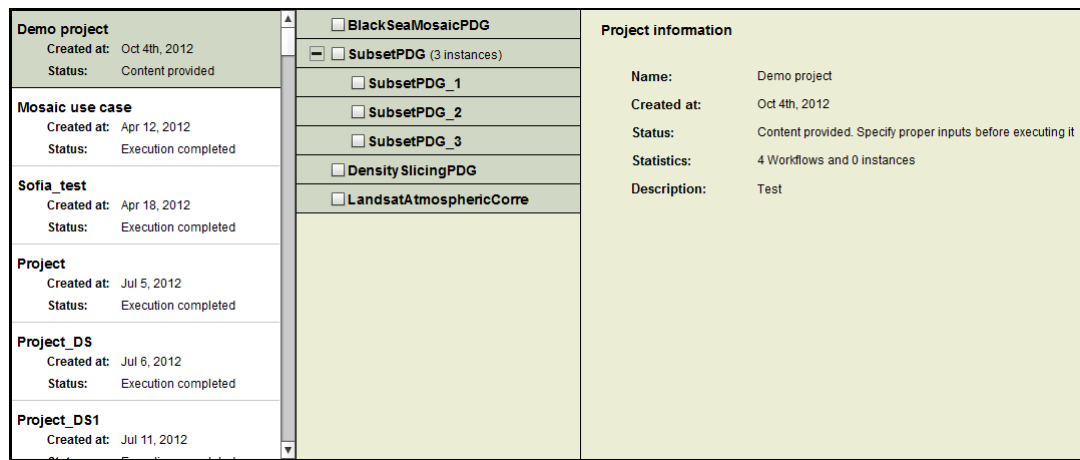 Demo project
Created at: Oct 4th, 2012
Status: Content provided
Mosaic use case
Created at: Apr 12, 2012
Status: Execution completed
Sofia_test
Created at: Apr 18, 2012
Status: Execution completed
Project
Created at: Jul 5, 2012
Status: Execution completed
Project_DS
Created at: Jul 6, 2012
Status: Execution completed
Project_DS1
Created at: Jul 11, 2012
BlackSeaMosaicPDG
SubsetPDG (3 instances)
SubsetPDG_1
SubsetPDG_2
SubsetPDG_3
DensitySlicingPDG
LandsatAtmosphericCorre
Project information
Name: Demo project
Created at: Oct 4th, 2012
Status: Content provided. Specify proper inputs before executing it
Statistics: 4 Workflows and 0 instances
Description: Test